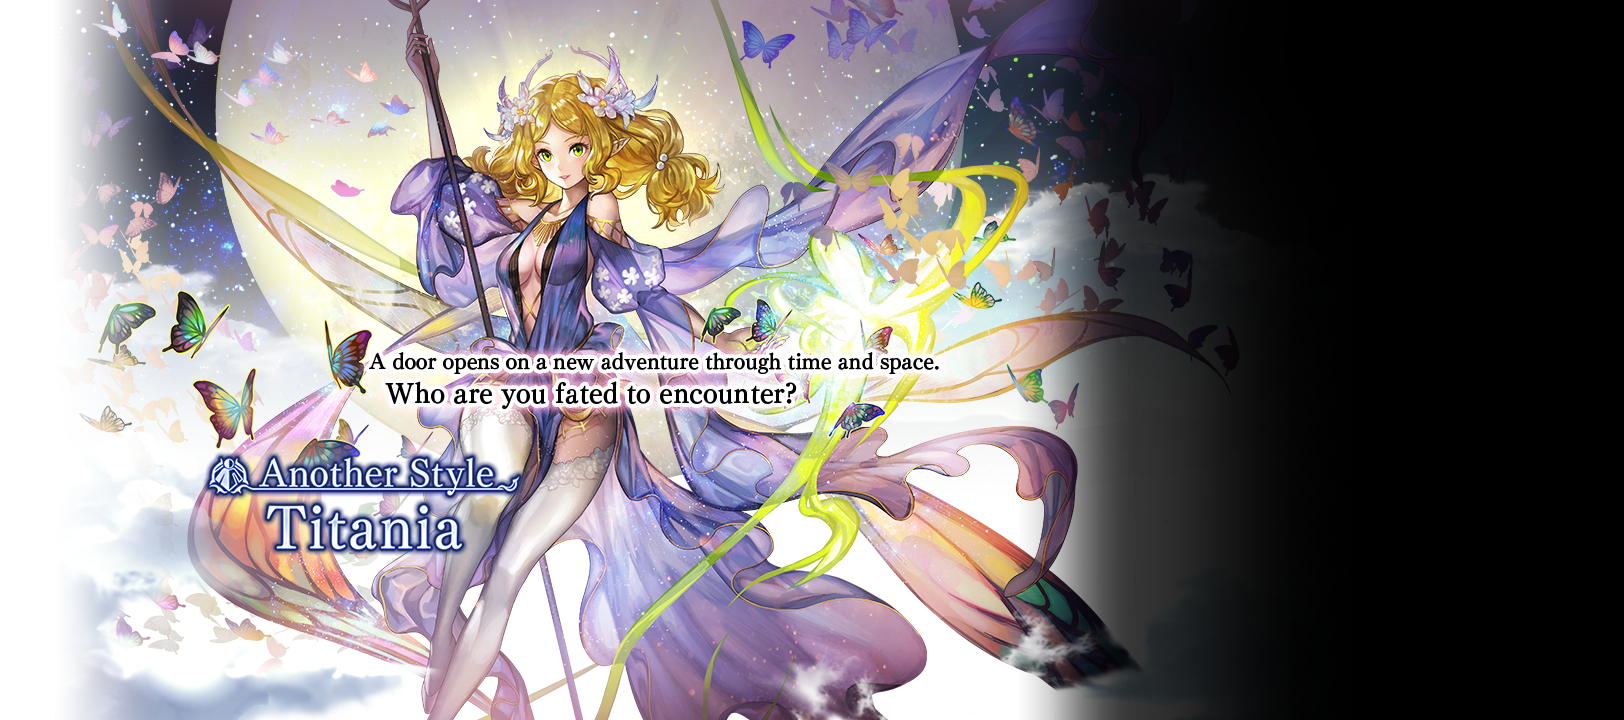 A door opens on a new adventure through time and space.
Who are you fated to encounter?
Another Style
Titania